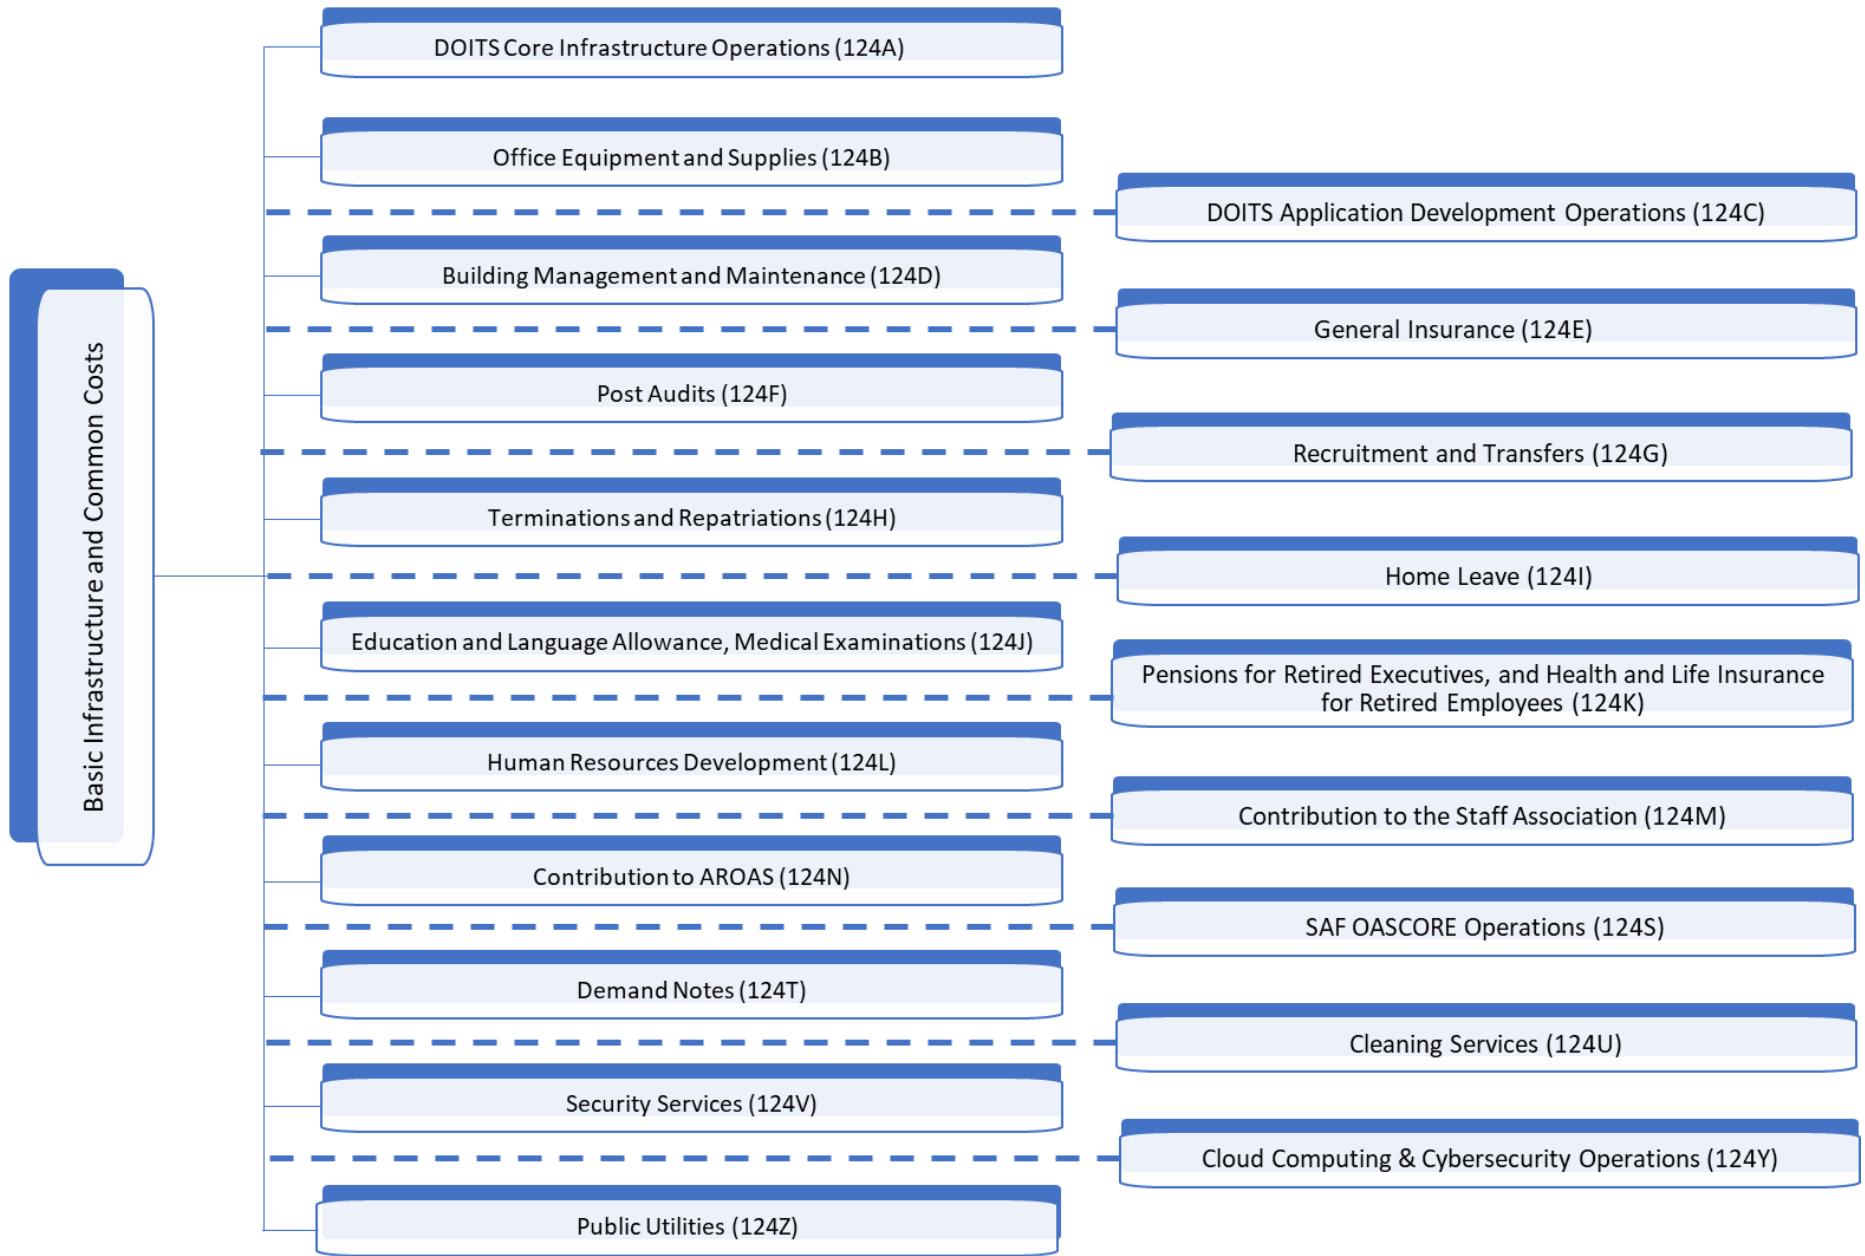 Basic Infrastructure and Common Costs
DOITS Core Infrastructure Operations (124A)
Office Equipment and Supplies (124B)
DOITS Application Development Operations (124C)
Building Management and Maintenance (124D)
General Insurance (124E)
Post Audits (124F)
Recruitment and Transfers (124G)
Terminations and Repatriations (124H)
Home Leave (124I)
Education and Language Allowance, Medical Examinations (124J)
Pensions for Retired Executives, and Health and Life Insurance
for Retired Employees (124K)
Human Resources Development (124L)
Contribution to the Staff Association (124M)
Contribution to AROAS (124N)
SAF OASCORE Operations (124S)
Demand Notes (124T)
Cleaning Services (124U)
Security Services (124V)
Cloud Computing & Cybersecurity Operations (124Y)
Public Utilities (124Z)